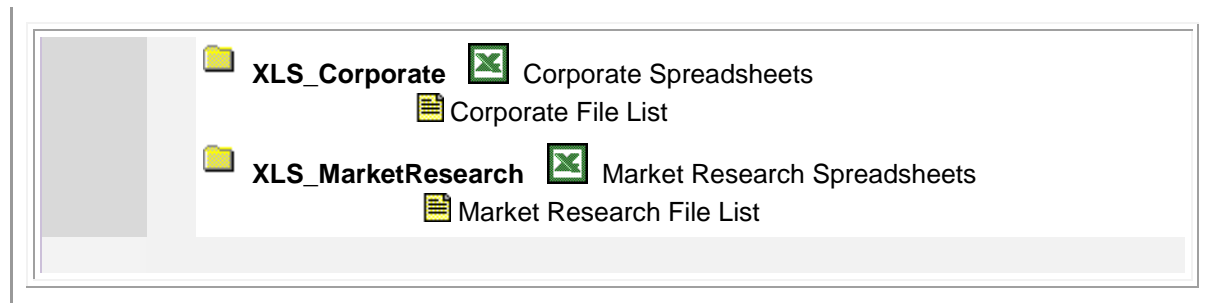 XLS_Corporate Corporate Spreadsheets
Corporate File List
XLS_MarketResearch Market Research Spreadsheets
Market Research File List